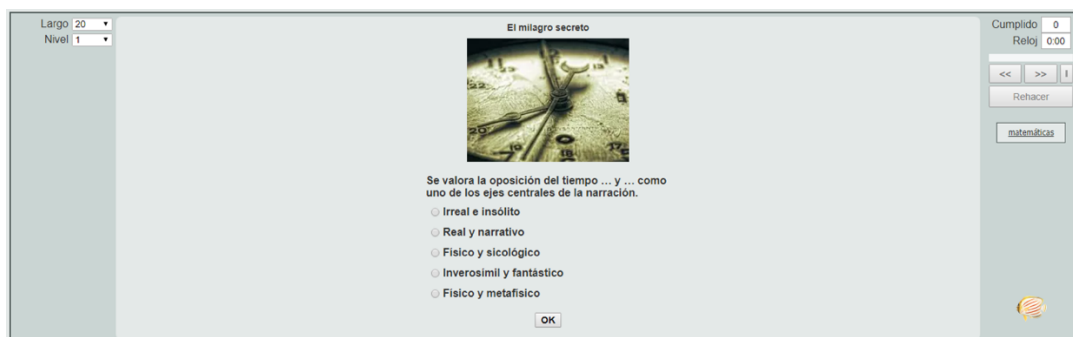 Largo 20
Nivel 1
El milagro secreto
Se valora la oposición del tiempo ... y ... como
uno de los ejes centrales de la narración.
Irreal e insólito
Real y narrativo
Físico y sicológico
Inverosímil y fantástico
Físico y metafísico
OK
Cumplido 0
Reloj 0:00
<< >> I
Rehacer
matemáticas